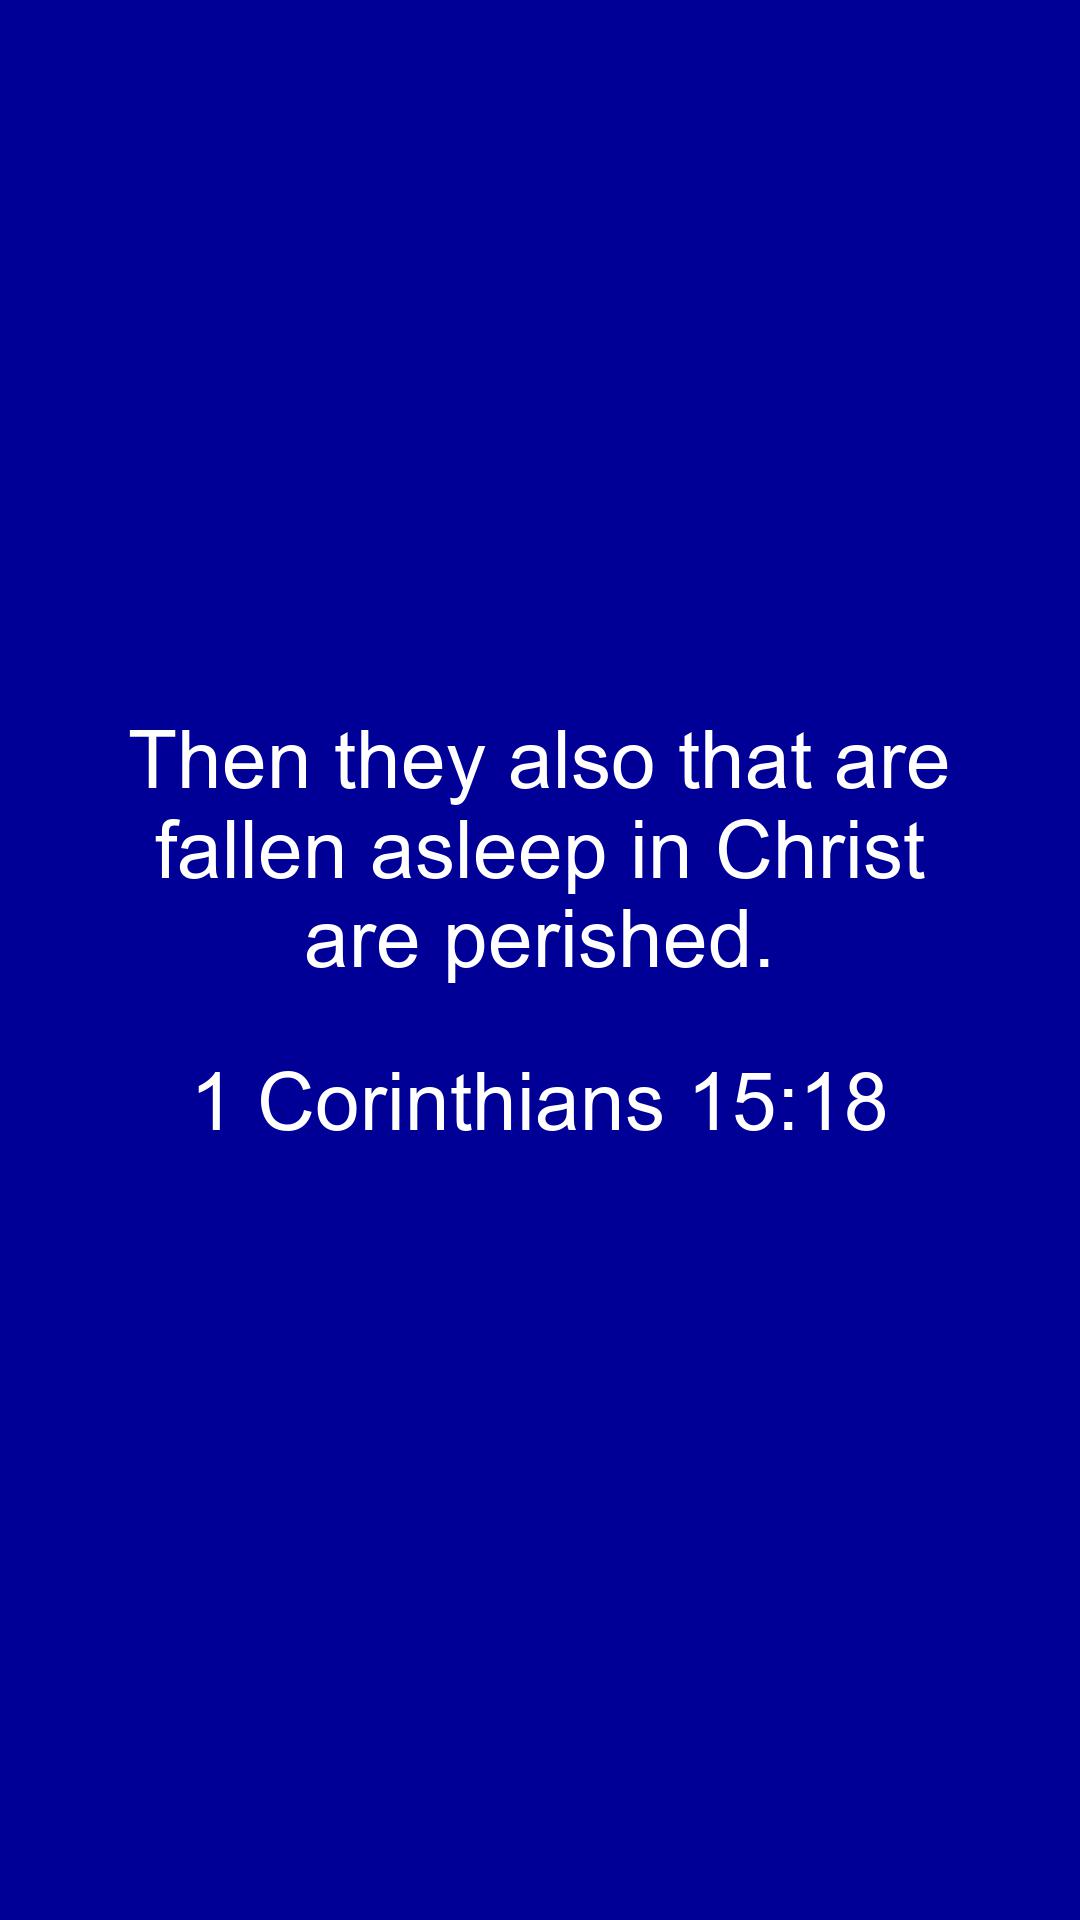 Then they also that are
fallen asleep in Christ
are perished.
1 Corinthians 15:18